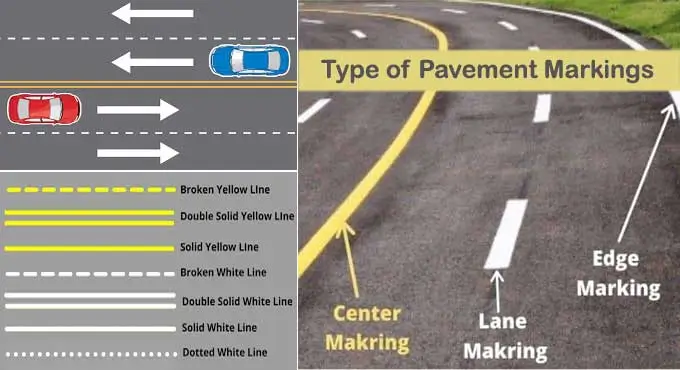 Type of Pavement Markings
Broken Yellow LIne
Double Solid Yellow LIne
Solid Yellow LIne
Broken White Line
Double Solid White Line
Solid White Line
Dotted White Line
Center
Makring
Lane
Makring
Edge
Marking